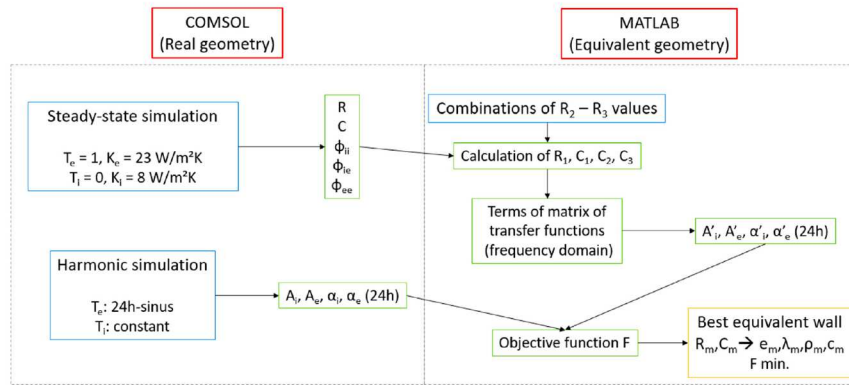 COMSOL
(Real geometry)
MATLAB
(Equivalent geometry)
Steady-state simulation
Tₑ = 1, Kₑ = 23 W/m²K
Tᵢ = 0, Kᵢ = 8 W/m²K
R
C
ϕᵢᵢ
ϕᵢₑ
ϕₑₑ
Combinations of R₂ – R₃ values
Calculation of R₁, C₁, C₂, C₃
Terms of matrix of
transfer functions
(frequency domain)
A'ᵢ, A'ₑ, α'ᵢ, α'ₑ (24h)
Harmonic simulation
Tₑ: 24h-sinus
Tᵢ: constant
Aᵢ, Aₑ, αᵢ, αₑ (24h)
Objective function F
Best equivalent wall
Rₘ,Cₘ → eₘ,λₘ,ρₘ,cₘ
F min.